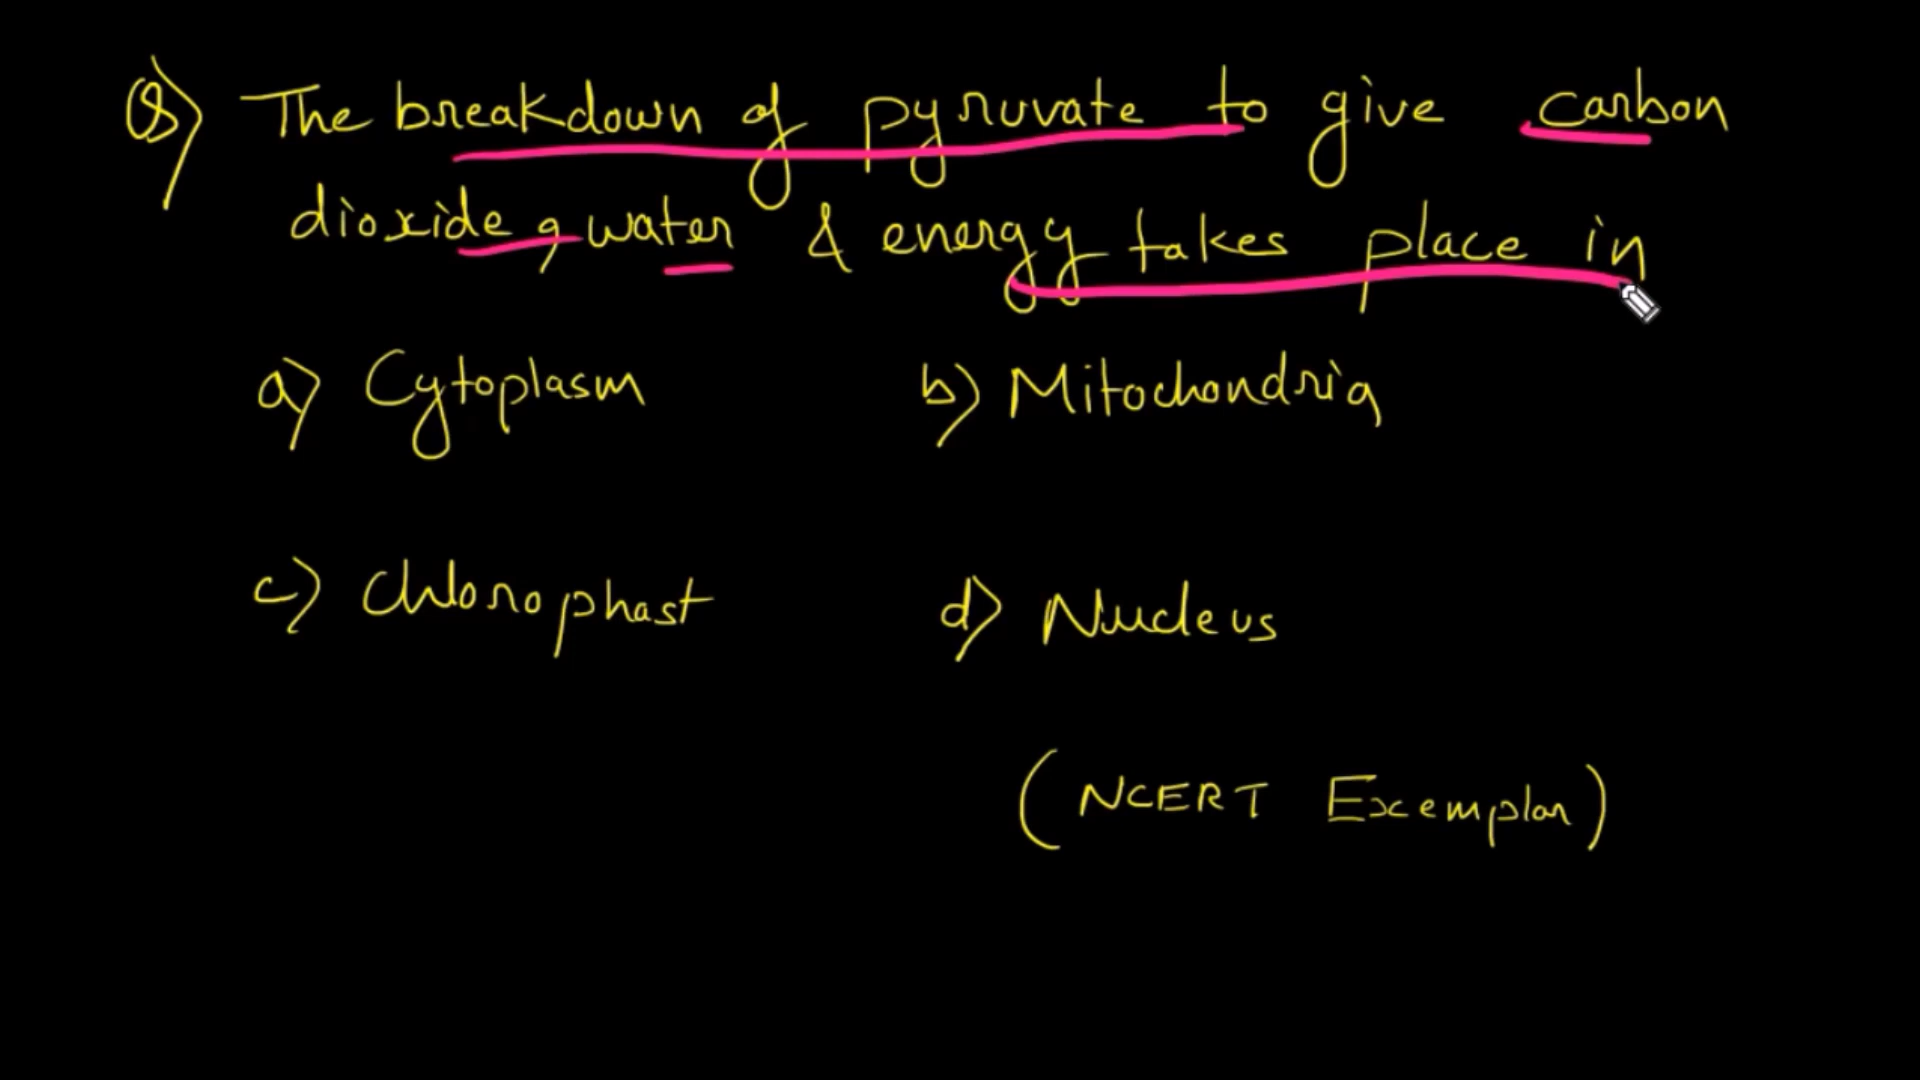 Q) The breakdown of pyruvate to give carbon
dioxide, water & energy takes place in
a) Cytoplasm b) Mitochondria
c) Chlorophast d) Nucleus
(NCERT Exemplar)